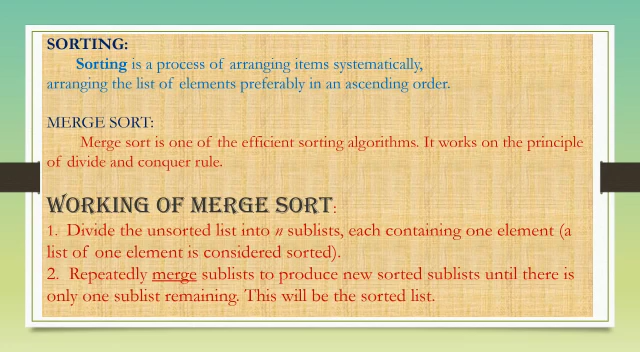 SORTING:
Sorting is a process of arranging items systematically,
arranging the list of elements preferably in an ascending order.
MERGE SORT:
Merge sort is one of the efficient sorting algorithms. It works on the principle
of divide and conquer rule.
WORKING OF MERGE SORT:
1. Divide the unsorted list into n sublists, each containing one element (a
list of one element is considered sorted).
2. Repeatedly merge sublists to produce new sorted sublists until there is
only one sublist remaining. This will be the sorted list.